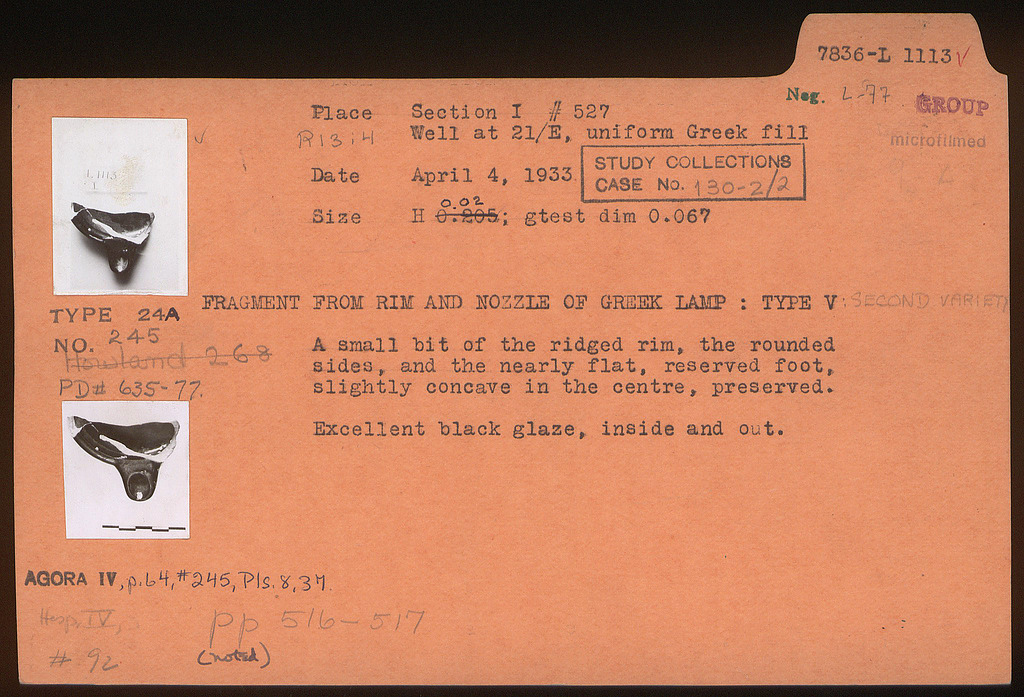 7836-L 1113 √
Neg. L-77
GROUP
microfilmed
Place Section I # 527
R13:4 Well at 21/E, uniform Greek fill
Date April 4, 1933
STUDY COLLECTIONS
CASE No. 130-2/2
0.02
Size H 0.205; gtest dim 0.067
L 1113
FRAGMENT FROM RIM AND NOZZLE OF GREEK LAMP : TYPE V : SECOND VARIETY
TYPE 24A
NO. 245
Howland 268
PD# 635-77.
A small bit of the ridged rim, the rounded
sides, and the nearly flat, reserved foot,
slightly concave in the centre, preserved.
Excellent black glaze, inside and out.
AGORA IV, p.64, #245, Pls.8,37.
Hesp. IV, pp 516-517
# 92 (noted)